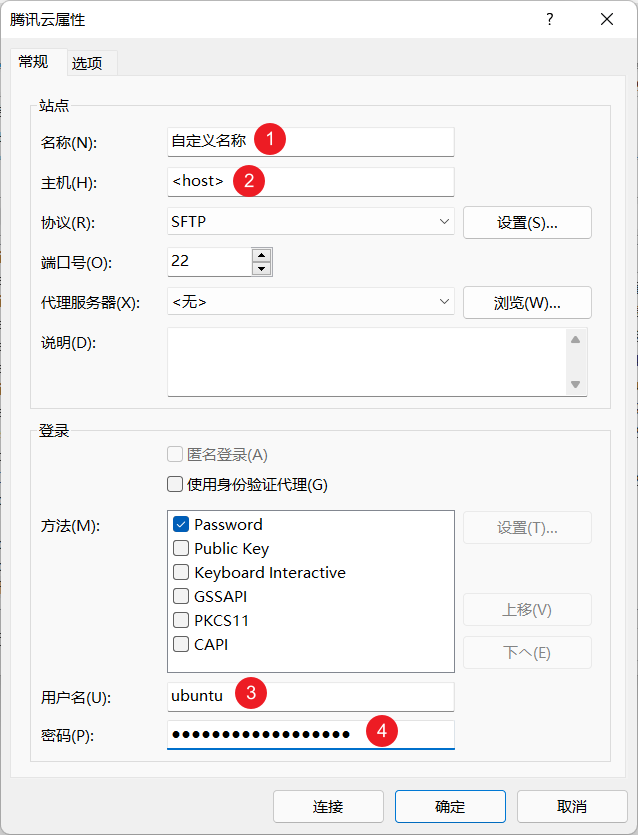 腾讯云属性 ?
常规 选项
站点
名称(N): 自定义名称 1
主机(H): <host> 2
协议(R): SFTP 设置(S)...
端口号(O): 22
代理服务器(X): <无> 浏览(W)...
说明(D):
登录
匿名登录(A)
使用身份验证代理(G)
方法(M): Password 设置(T)...
Public Key
Keyboard Interactive
GSSAPI 上移(V)
PKCS11
CAPI 下へ(E)
用户名(U): ubuntu 3
密码(P): ●●●●●●●●●●●●●●●●●● 4
连接 确定 取消